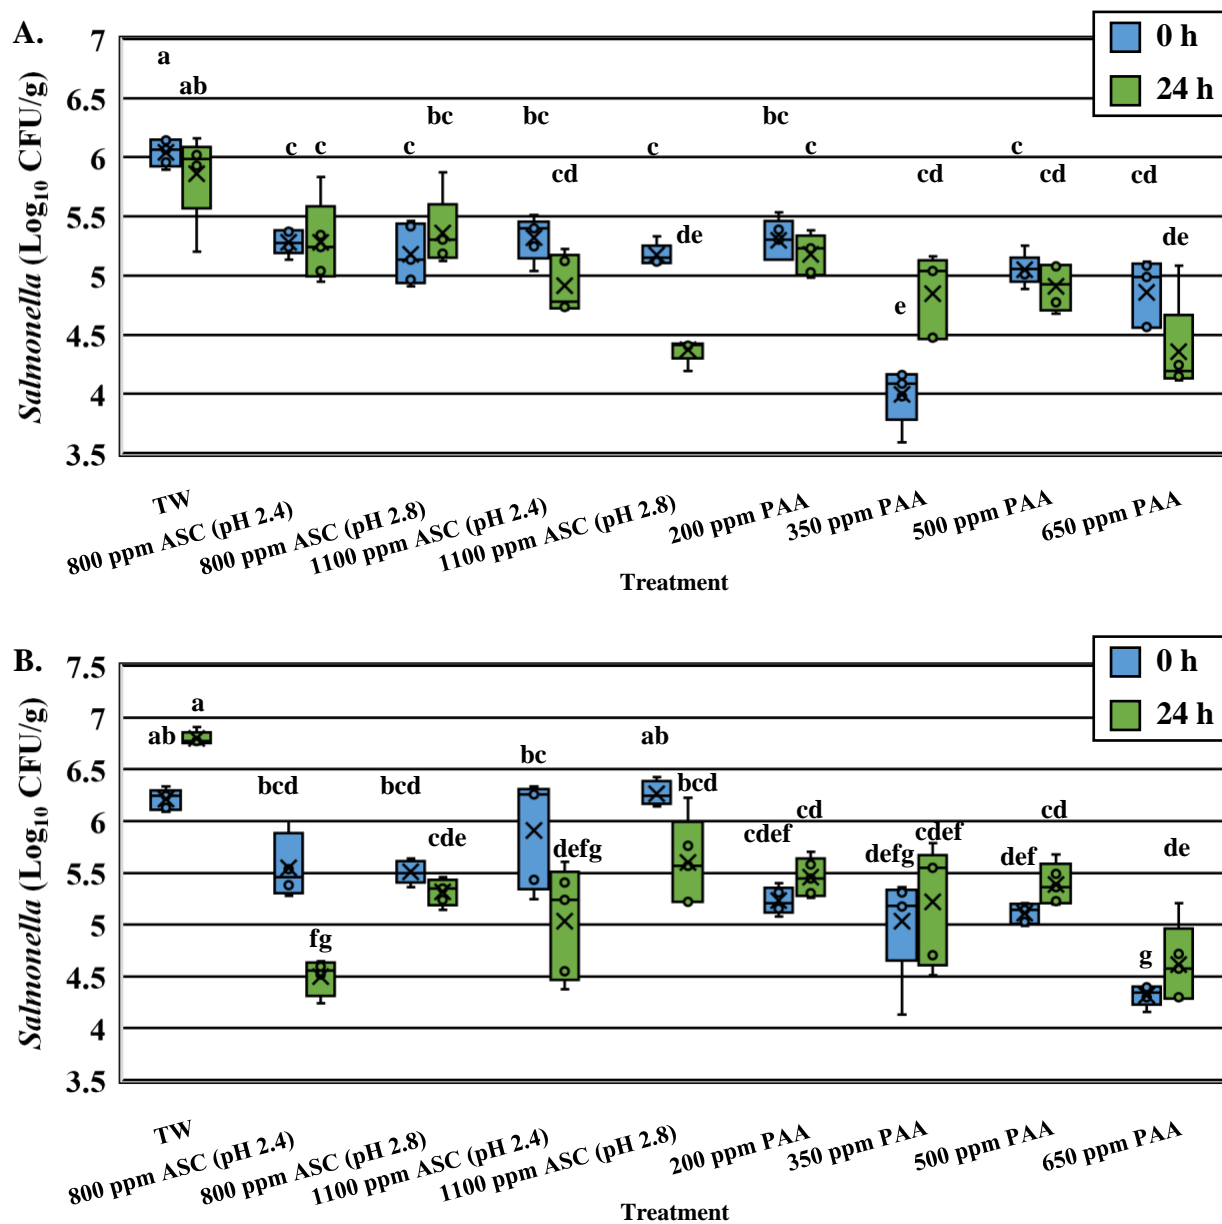 A.
Salmonella (Log10 CFU/g)
7
6.5
6
5.5
5
4.5
4
3.5
0 h
24 h
a
ab
c
c
c
bc
bc
cd
c
de
bc
c
e
cd
c
cd
cd
de
TW
800 ppm ASC (pH 2.4)
800 ppm ASC (pH 2.8)
1100 ppm ASC (pH 2.4)
1100 ppm ASC (pH 2.8)
200 ppm PAA
350 ppm PAA
500 ppm PAA
650 ppm PAA
Treatment
B.
Salmonella (Log10 CFU/g)
7.5
7
6.5
6
5.5
5
4.5
4
3.5
0 h
24 h
ab
a
bcd
fg
bcd
cde
bc
defg
ab
bcd
cdef
cd
defg
cdef
def
cd
g
de
TW
800 ppm ASC (pH 2.4)
800 ppm ASC (pH 2.8)
1100 ppm ASC (pH 2.4)
1100 ppm ASC (pH 2.8)
200 ppm PAA
350 ppm PAA
500 ppm PAA
650 ppm PAA
Treatment